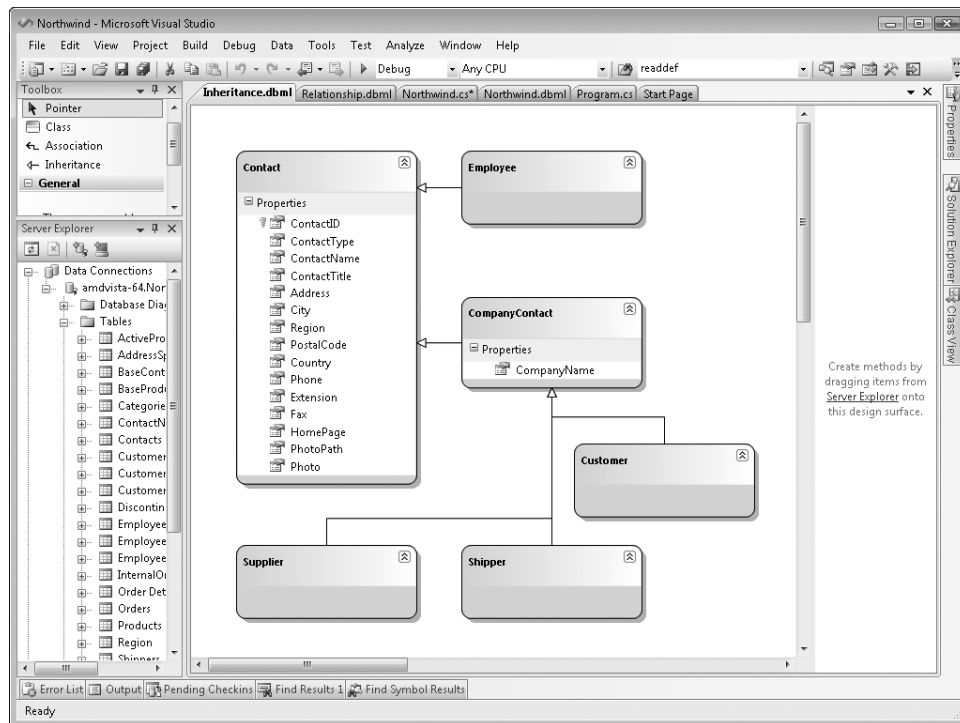 Northwind - Microsoft Visual Studio
File Edit View Project Build Debug Data Tools Test Analyze Window Help
Debug Any CPU readdef
Toolbox
Pointer
Class
Association
Inheritance
General
Server Explorer
Data Connections
amdvista-64.Nor
Database Diag
Tables
ActivePro
AddressSp
BaseCont
BaseProdu
Categorie
ContactN
Contacts
Customer
Customer
Customer
Discontin
Employee
Employee
Employee
InternalOr
Order Det
Orders
Products
Region
Shippers
Inheritance.dbml Relationship.dbml Northwind.cs* Northwind.dbml Program.cs Start Page
Contact
Properties
ContactID
ContactType
ContactName
ContactTitle
Address
City
Region
PostalCode
Country
Phone
Extension
Fax
HomePage
PhotoPath
Photo
Employee
CompanyContact
Properties
CompanyName
Customer
Supplier
Shipper
Create methods by
dragging items from
Server Explorer onto
this design surface.
Properties
Solution Explorer
Class View
Error List Output Pending Checkins Find Results 1 Find Symbol Results
Ready